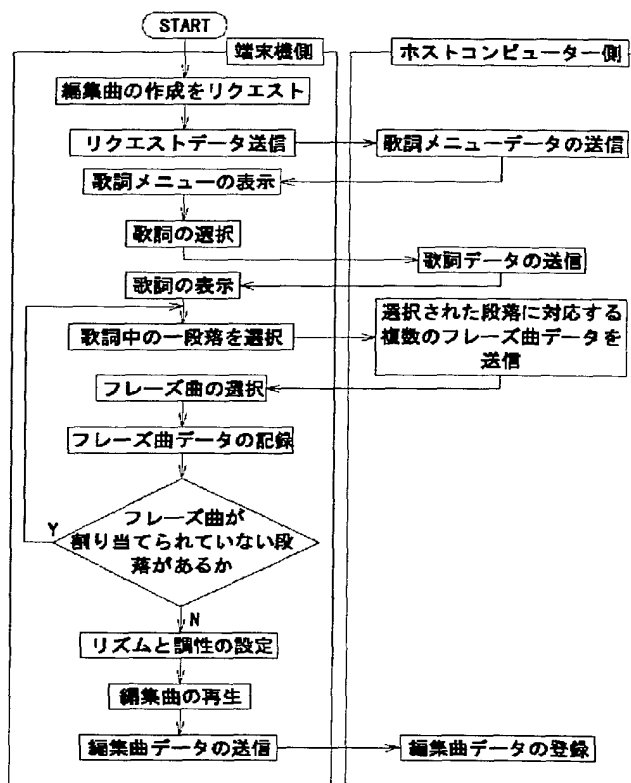 START
端末機側
ホストコンピューター側
編集曲の作成をリクエスト
リクエストデータ送信
歌詞メニューデータの送信
歌詞メニューの表示
歌詞の選択
歌詞データの送信
歌詞の表示
歌詞中の一段落を選択
選択された段落に対応する
複数のフレーズ曲データを
送信
フレーズ曲の選択
フレーズ曲データの記録
フレーズ曲が
割り当てられていない段
落があるか
Y
N
リズムと調性の設定
編集曲の再生
編集曲データの送信
編集曲データの登録